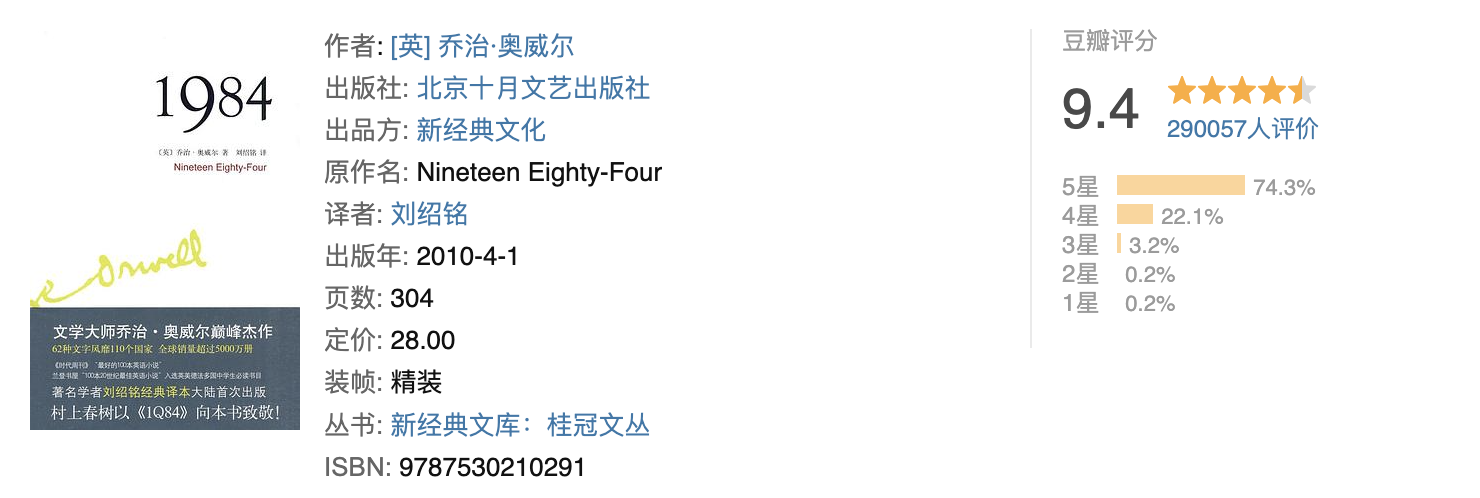 1984
〔英〕乔治·奥威尔 著 刘绍铭 译
Nineteen Eighty-Four
Orwell
文学大师乔治·奥威尔巅峰杰作
62种文字风靡110个国家 全球销量超过5000万册
《时代周刊》“最好的100本英语小说”
兰登书屋“100本20世纪最佳英语小说” 入选英美德法多国中学生必读书目
著名学者刘绍铭经典译本大陆首次出版
村上春树以《1Q84》向本书致敬!
作者: [英] 乔治·奥威尔
出版社: 北京十月文艺出版社
出品方: 新经典文化
原作名: Nineteen Eighty-Four
译者: 刘绍铭
出版年: 2010-4-1
页数: 304
定价: 28.00
装帧: 精装
丛书: 新经典文库：桂冠文丛
ISBN: 9787530210291
豆瓣评分
9.4
290057人评价
5星 74.3%
4星 22.1%
3星 3.2%
2星 0.2%
1星 0.2%